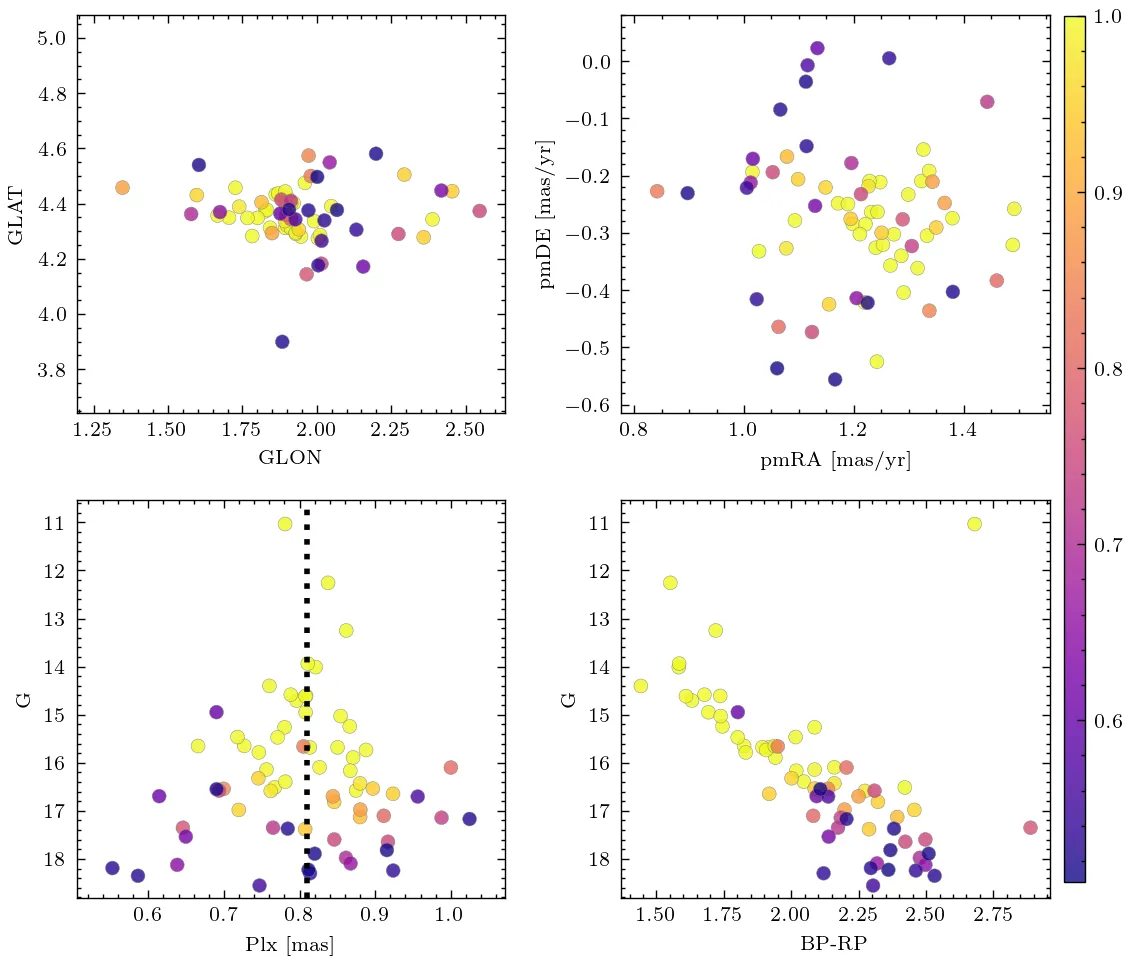 5.0
4.8
4.6
4.4
4.2
4.0
3.8
GLAT
1.25 1.50 1.75 2.00 2.25 2.50
GLON
0.0
−0.1
−0.2
−0.3
−0.4
−0.5
−0.6
pmDE [mas/yr]
0.8 1.0 1.2 1.4
pmRA [mas/yr]
1.0
0.9
0.8
0.7
0.6
11
12
13
14
15
16
17
18
G
0.6 0.7 0.8 0.9 1.0
Plx [mas]
11
12
13
14
15
16
17
18
G
1.50 1.75 2.00 2.25 2.50 2.75
BP-RP